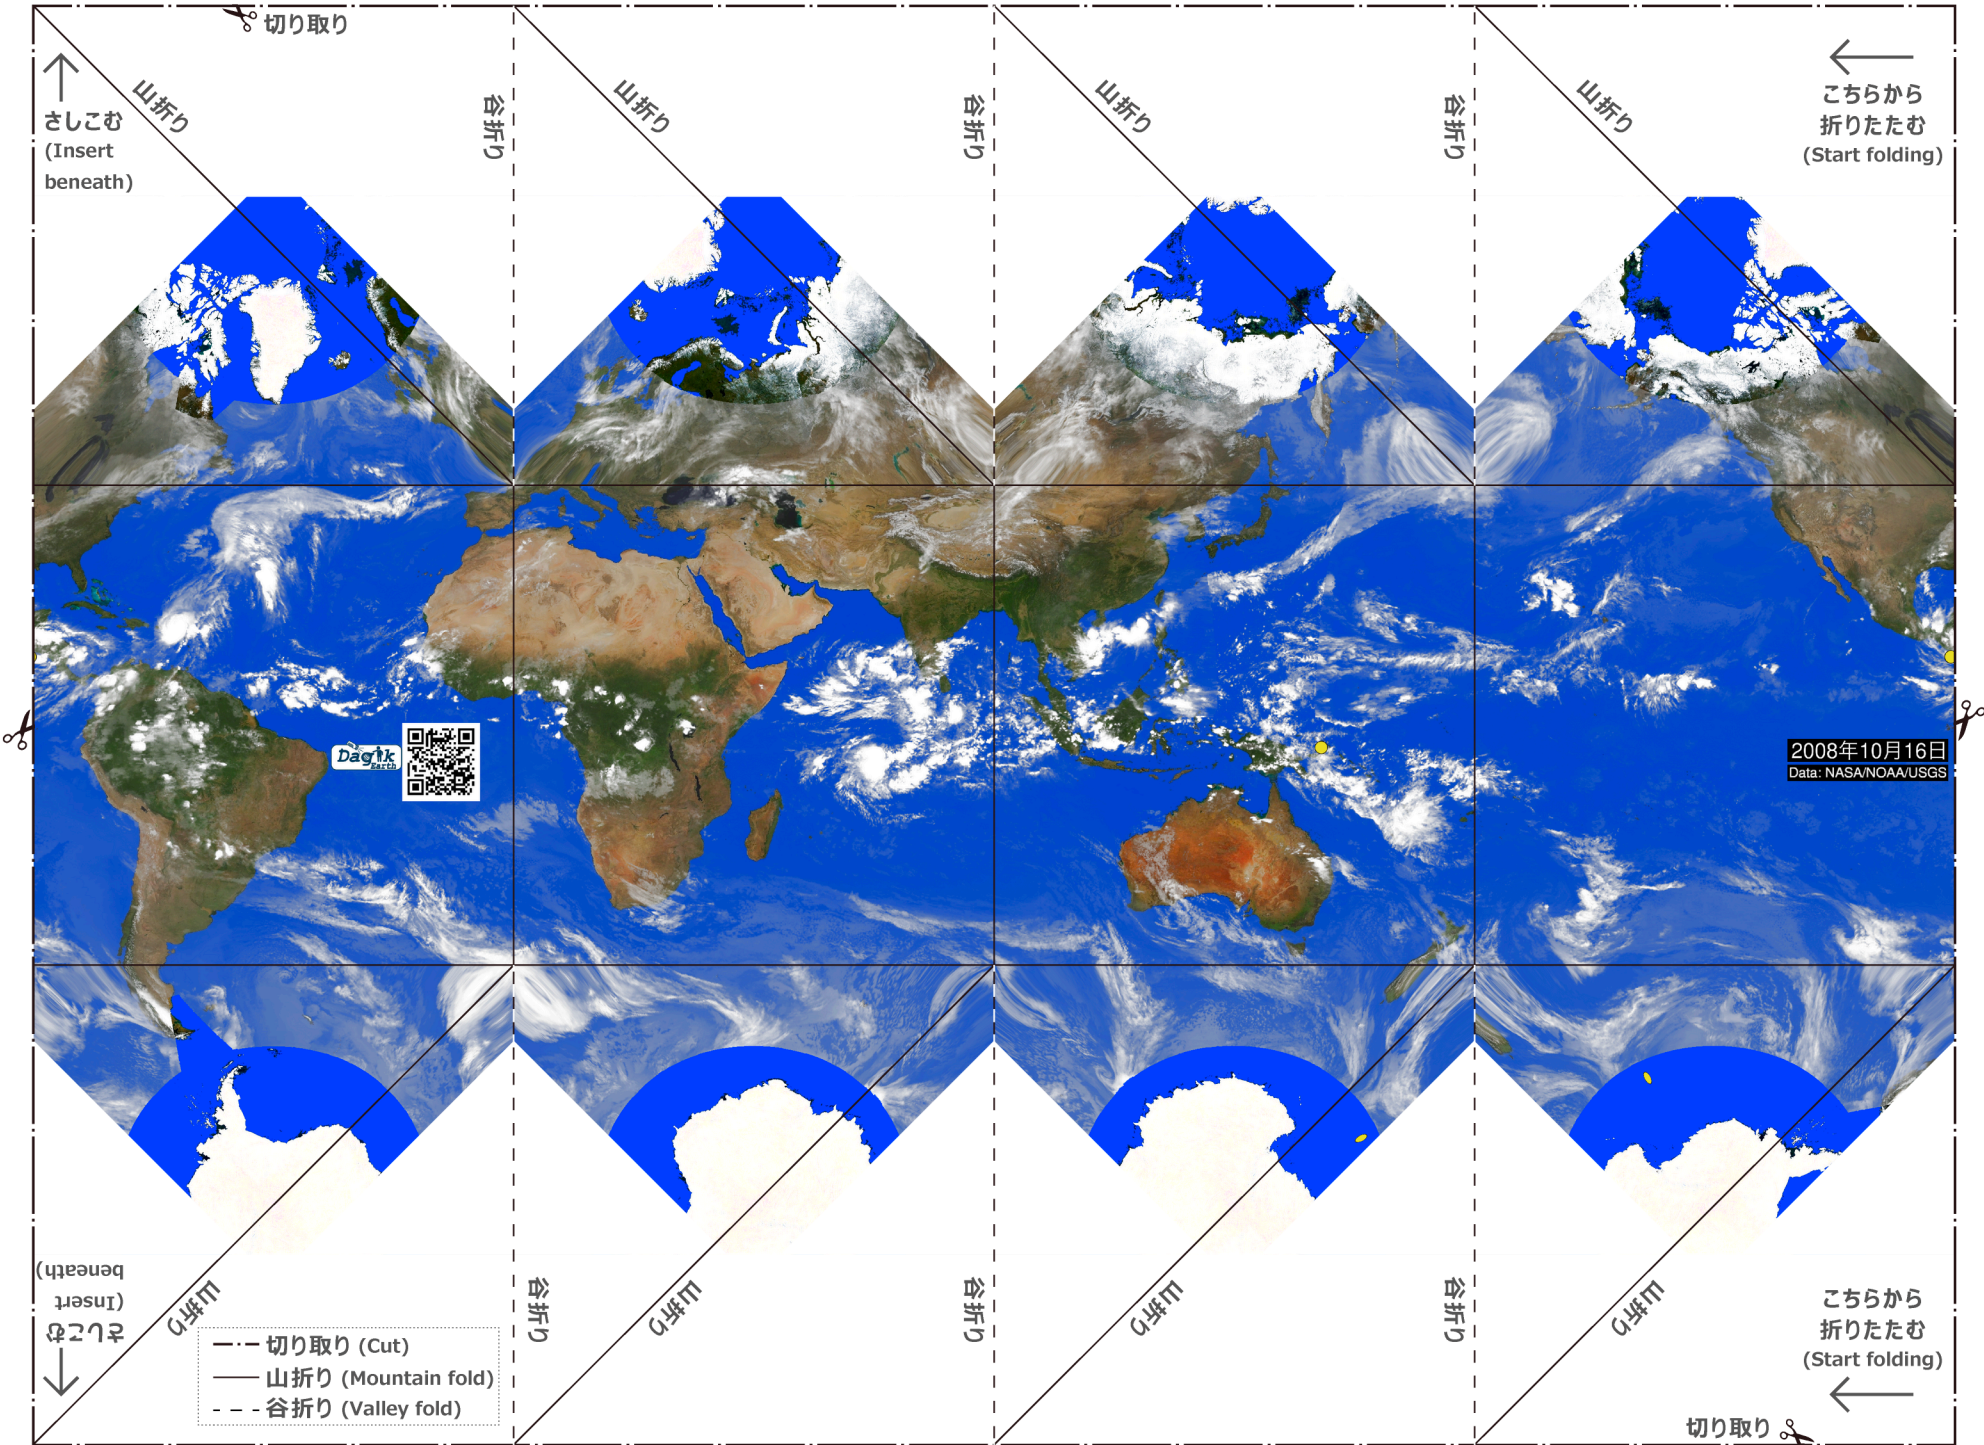 切り取り
さしこむ
(Insert
beneath)
山折り
谷折り
山折り
谷折り
山折り
谷折り
山折り
こちらから
折りたたむ
(Start folding)
Dagik
Earth
2008年10月16日
Data: NASA/NOAA/USGS
さしこむ
(Insert
beneath)
山折り
谷折り
山折り
谷折り
山折り
谷折り
山折り
こちらから
折りたたむ
(Start folding)
切り取り (Cut)
山折り (Mountain fold)
谷折り (Valley fold)
切り取り